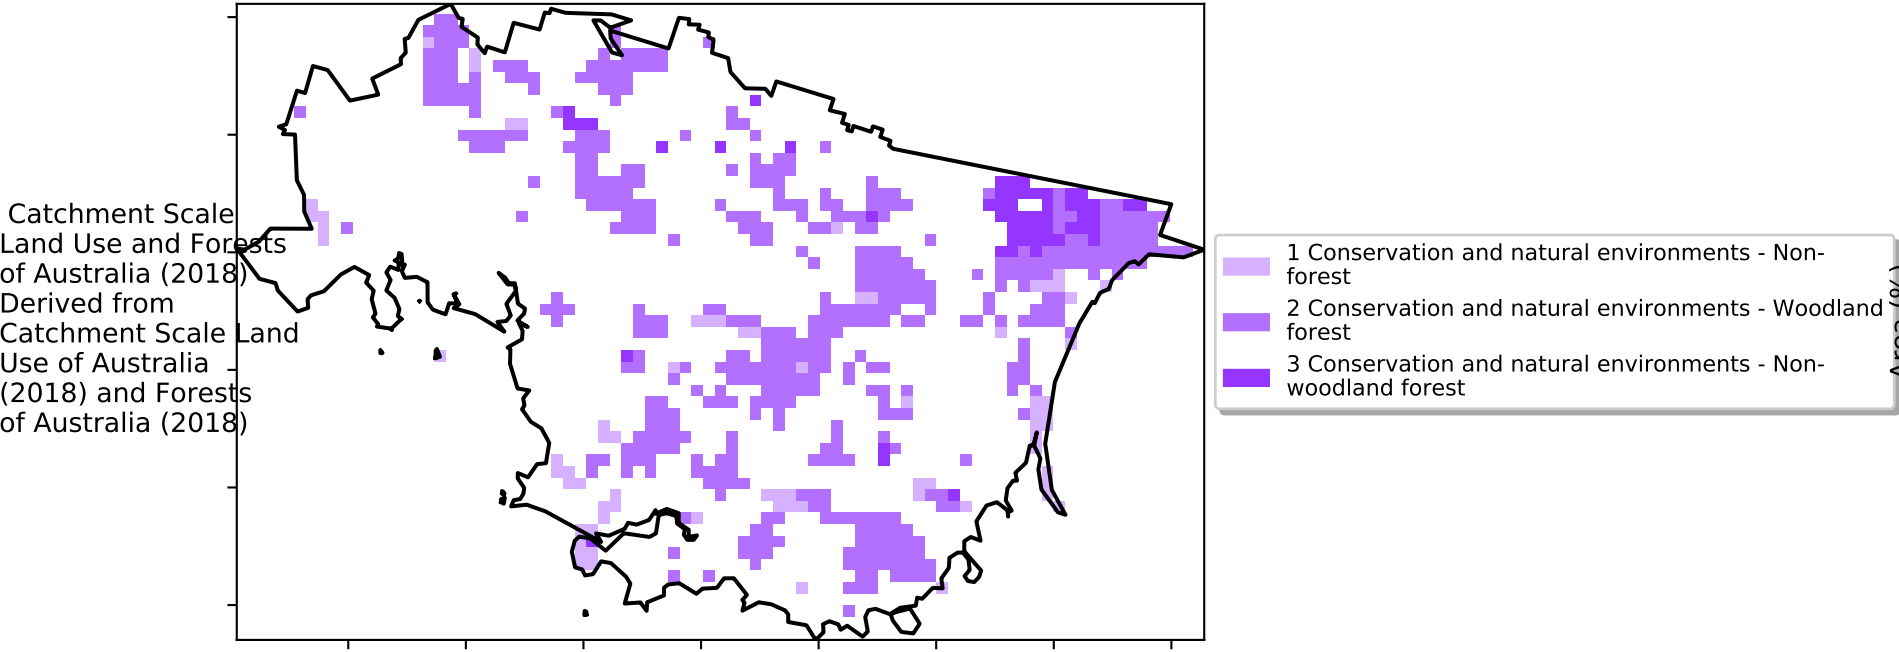 Catchment Scale
Land Use and Forests
of Australia (2018)
Derived from
Catchment Scale Land
Use of Australia
(2018) and Forests
of Australia (2018)
1 Conservation and natural environments - Non-
forest
2 Conservation and natural environments - Woodland
forest
3 Conservation and natural environments - Non-
woodland forest